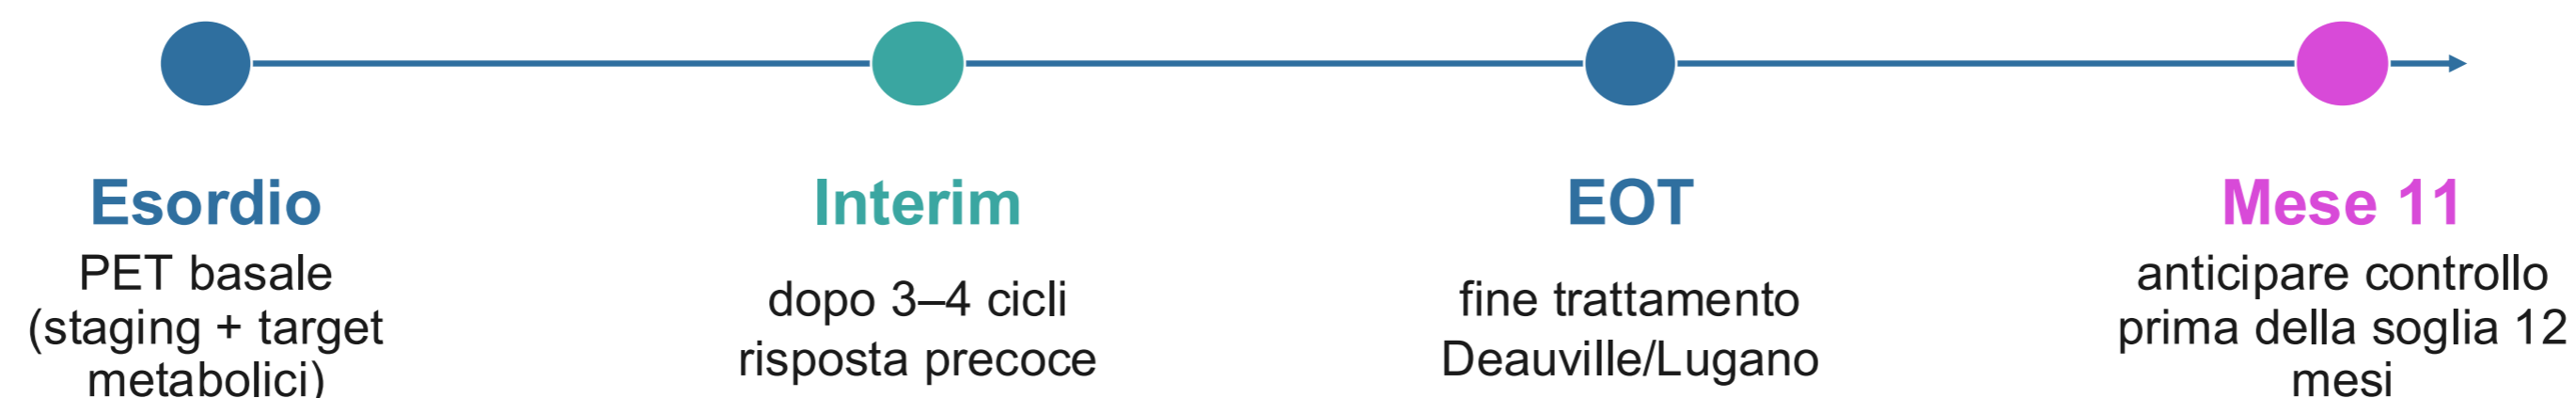 Esordio
PET basale
(staging + target
metabolici)
Interim
dopo 3–4 cicli
risposta precoce
EOT
fine trattamento
Deauville/Lugano
Mese 11
anticipare controllo
prima della soglia 12
mesi